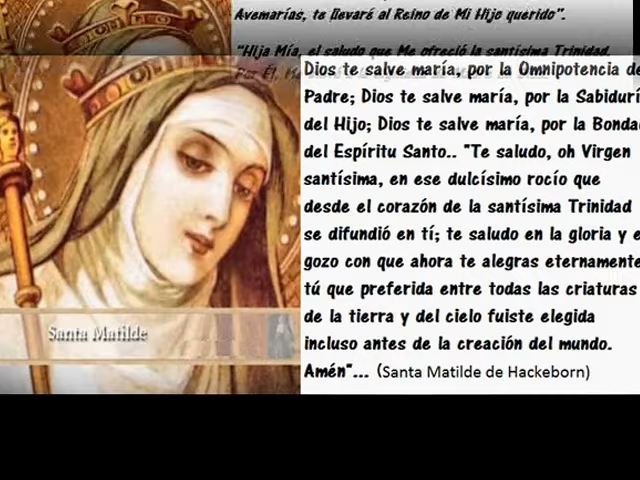 Avemarías, te llevaré al Reino de Mi Hijo querido".
"Hija Mía, el saludo que Me ofreció la santísima Trinidad,
Dios te salve maría, por la Omnipotencia de
Padre; Dios te salve maría, por la Sabidurí
del Hijo; Dios te salve maría, por la Bonda
del Espíritu Santo.. "Te saludo, oh Virgen
santísima, en ese dulcísimo rocío que
desde el corazón de la santísima Trinidad
se difundió en tí; te saludo en la gloria y e
gozo con que ahora te alegras eternamente
tú que preferida entre todas las criaturas
de la tierra y del cielo fuiste elegida
incluso antes de la creación del mundo.
Amén"... (Santa Matilde de Hackeborn)
Santa Matilde